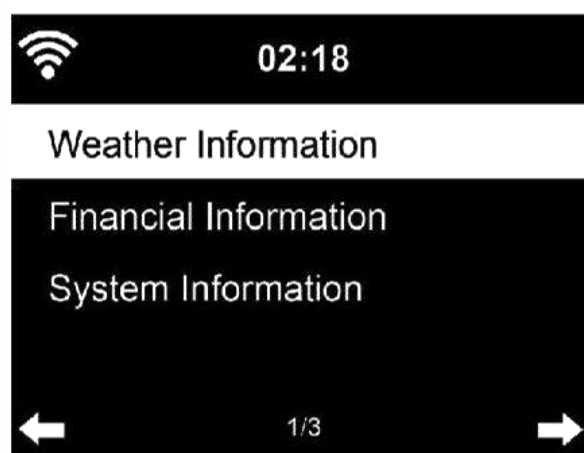 02:18
Weather Information
Financial Information
System Information
1/3